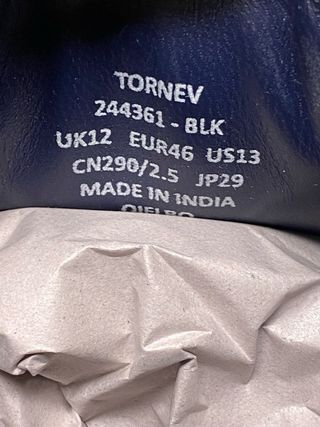 TORNEV
244361 - BLK
UK12 EUR46 US13
CN290/2.5 JP29
MADE IN INDIA